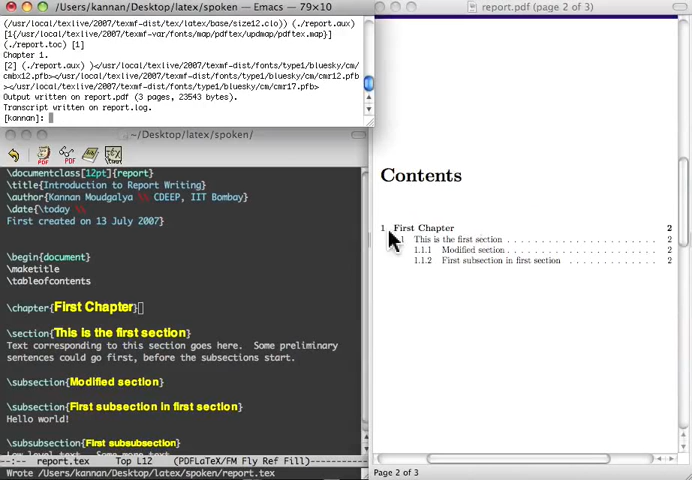 /Users/kannan/Desktop/latex/spoken/ — Emacs — 79×10
(/usr/local/texlive/2007/texmf-dist/tex/latex/base/size12.clo)) (./report.aux)
[1{/usr/local/texlive/2007/texmf-var/fonts/map/pdftex/updmap/pdftex.map}]
(./report.toc) [1]
Chapter 1.
[2] (./report.aux) )</usr/local/texlive/2007/texmf-dist/fonts/type1/bluesky/cm/
cmbx12.pfb></usr/local/texlive/2007/texmf-dist/fonts/type1/bluesky/cm/cmr12.pfb
></usr/local/texlive/2007/texmf-dist/fonts/type1/bluesky/cm/cmr17.pfb>
Output written on report.pdf (3 pages, 23543 bytes).
Transcript written on report.log.
[kannan]:
~/Desktop/latex/spoken/
\documentclass[12pt]{report}
\title{Introduction to Report Writing}
\author{Kannan Moudgalya \\ CDEEP, IIT Bombay}
\date{\today \\
First created on 13 July 2007}
\begin{document}
\maketitle
\tableofcontents
\chapter{First Chapter}
\section{This is the first section}
Text corresponding to this section goes here.  Some preliminary
sentences could go first, before the subsections start.
\subsection{Modified section}
\subsection{First subsection in first section}
Hello world!
\subsubsection{First subsubsection}
Low level text.  Some more text.
--:-- report.tex Top L12 (PDFLaTeX/FM Fly Ref Fill)
Wrote /Users/kannan/Desktop/latex/spoken/report.tex
report.pdf (page 2 of 3)
Contents
1 First Chapter 2
This is the first section . . . . . . . . . . . . . . . . . . . . 2
1.1.1 Modified section . . . . . . . . . . . . . . . . . . . . 2
1.1.2 First subsection in first section . . . . . . . . . . . . 2
Page 2 of 3